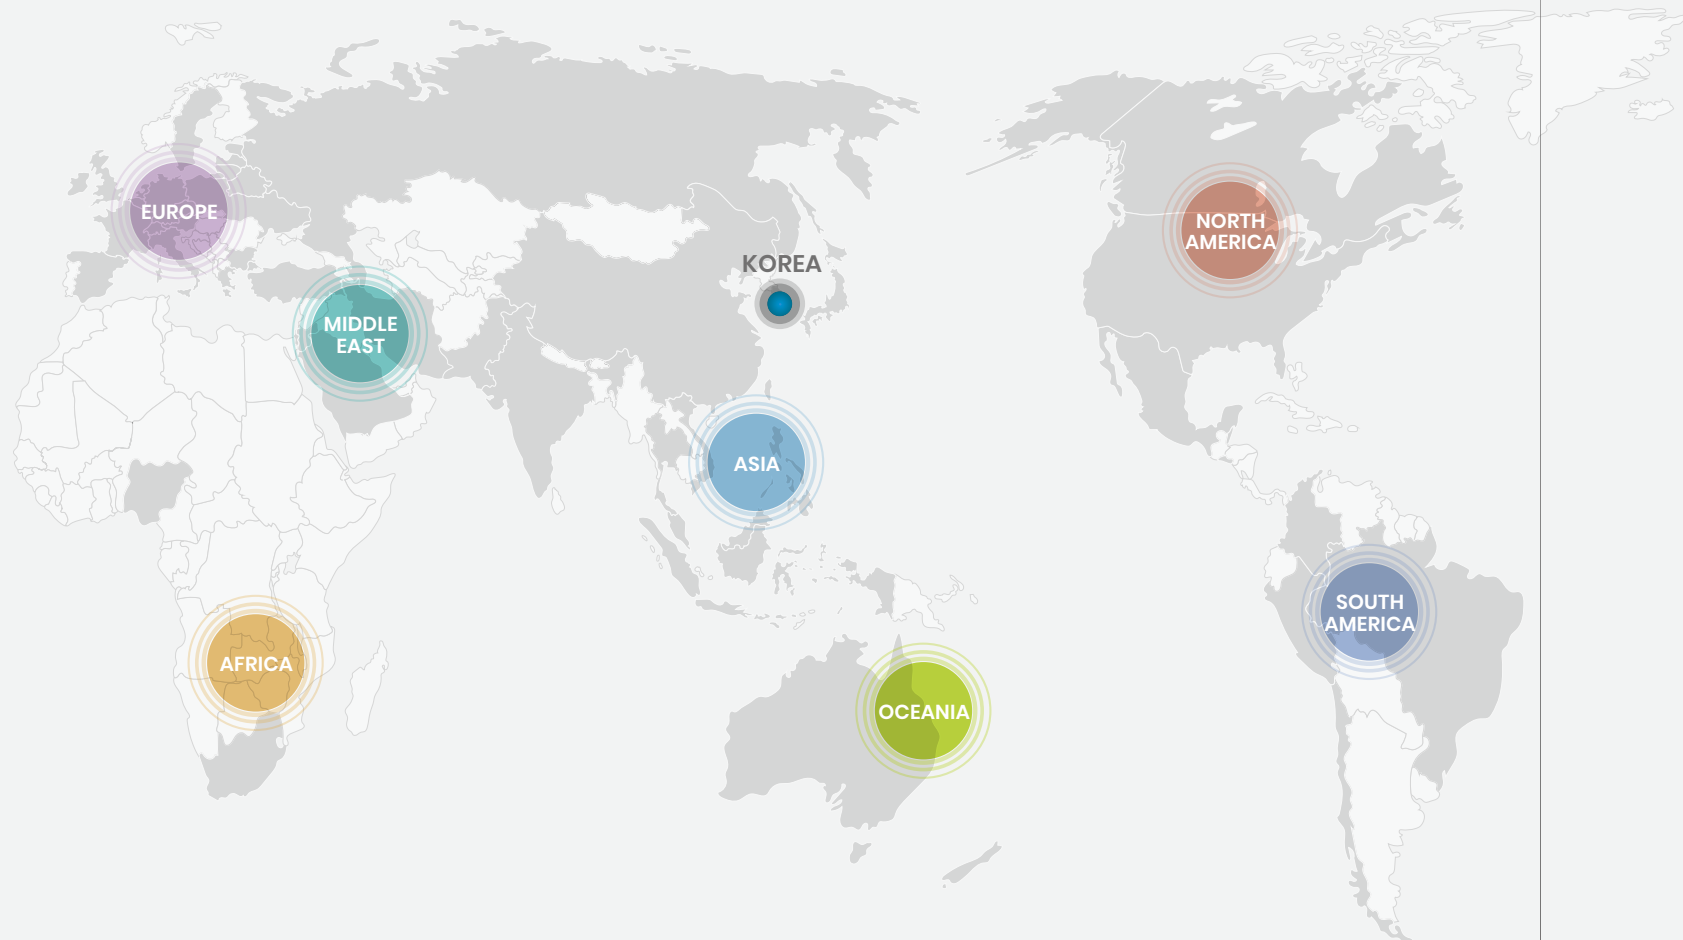 EUROPE
NORTH
AMERICA
KOREA
MIDDLE
EAST
ASIA
SOUTH
AMERICA
AFRICA
OCEANIA